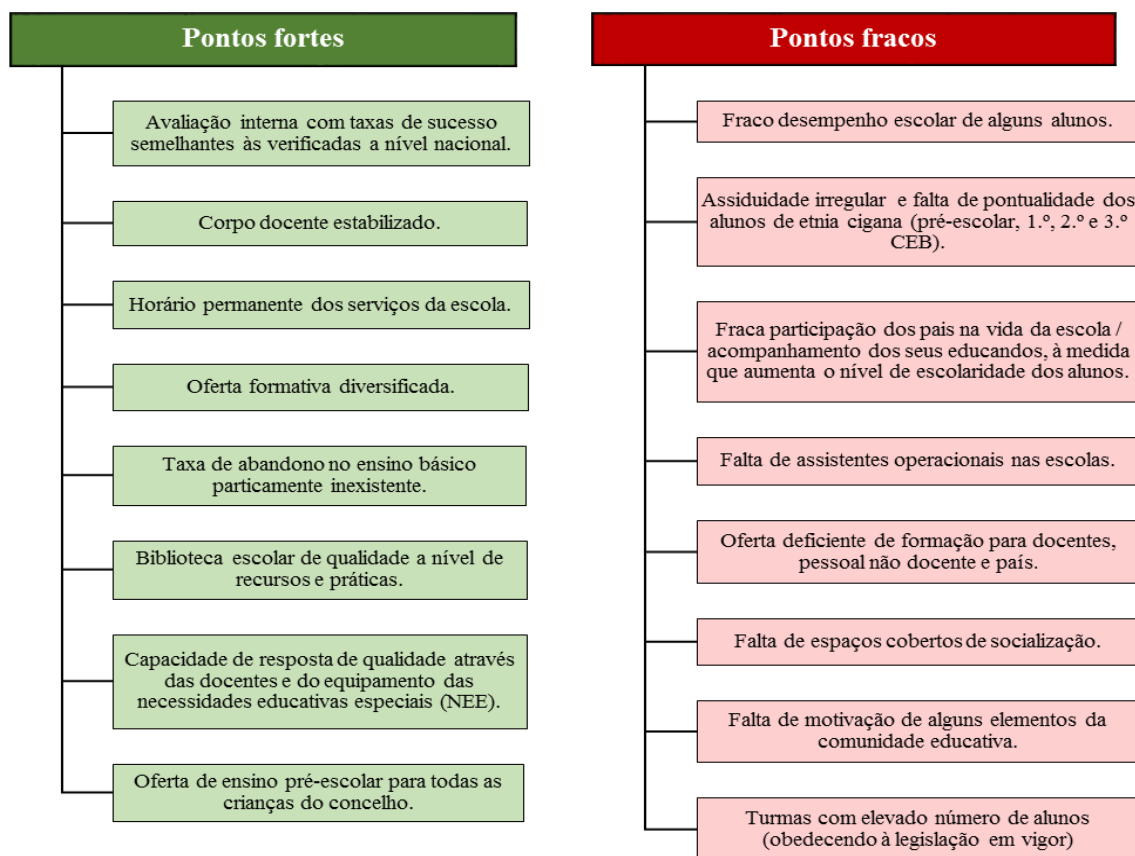 Pontos fortes
Avaliação interna com taxas de sucesso
semelhantes às verificadas a nível nacional.
Corpo docente estabilizado.
Horário permanente dos serviços da escola.
Oferta formativa diversificada.
Taxa de abandono no ensino básico
particamente inexistente.
Biblioteca escolar de qualidade a nível de
recursos e práticas.
Capacidade de resposta de qualidade através
das docentes e do equipamento das
necessidades educativas especiais (NEE).
Oferta de ensino pré-escolar para todas as
crianças do concelho.
Pontos fracos
Fraco desempenho escolar de alguns alunos.
Assiduidade irregular e falta de pontualidade dos
alunos de etnia cigana (pré-escolar, 1.º, 2.º e 3.º
CEB).
Fraca participação dos pais na vida da escola /
acompanhamento dos seus educandos, à medida
que aumenta o nível de escolaridade dos alunos.
Falta de assistentes operacionais nas escolas.
Oferta deficiente de formação para docentes,
pessoal não docente e país.
Falta de espaços cobertos de socialização.
Falta de motivação de alguns elementos da
comunidade educativa.
Turmas com elevado número de alunos
(obedecendo à legislação em vigor)